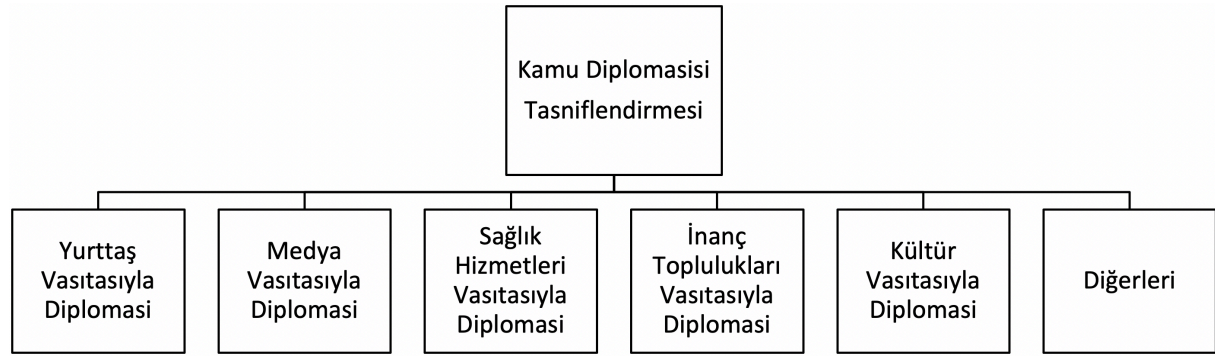 Kamu Diplomasisi
Tasniflendirmesi
Yurttaş
Vasıtasıyla
Diplomasi
Medya
Vasıtasıyla
Diplomasi
Sağlık
Hizmetleri
Vasıtasıyla
Diplomasi
İnanç
Toplulukları
Vasıtasıyla
Diplomasi
Kültür
Vasıtasıyla
Diplomasi
Diğerleri